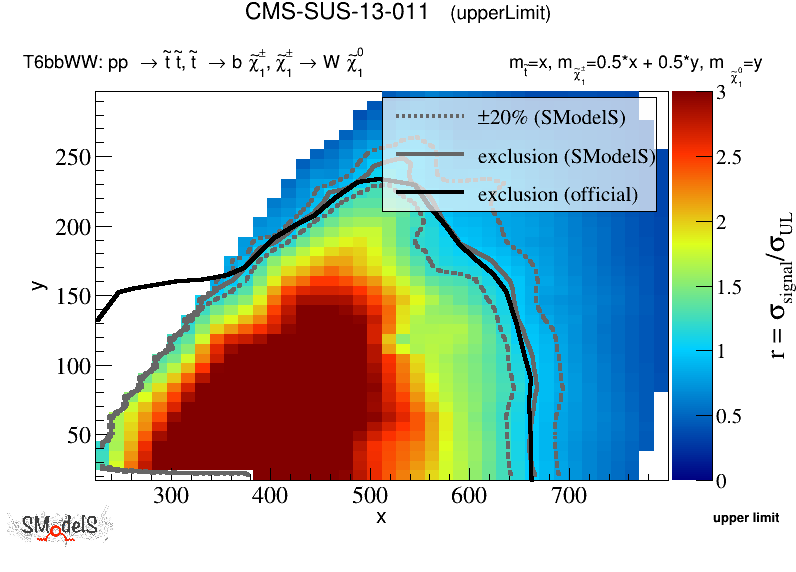 CMS-SUS-13-011 (upperLimit)
T6bbWW: pp → t̃ t̃, t̃ → b χ̃₁±, χ̃₁± → W χ̃₁⁰
m_t̃=x, m_χ̃₁±=0.5*x + 0.5*y, m_χ̃₁⁰=y
±20% (SModelS)
exclusion (SModelS)
exclusion (official)
250
200
150
100
50
y
300 400 500 600 700
x
3
2.5
2
1.5
1
0.5
0
r = σ_signal/σ_UL
SModelS
upper limit